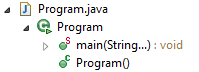 Program.java
Program
main(String...) : void
Program()